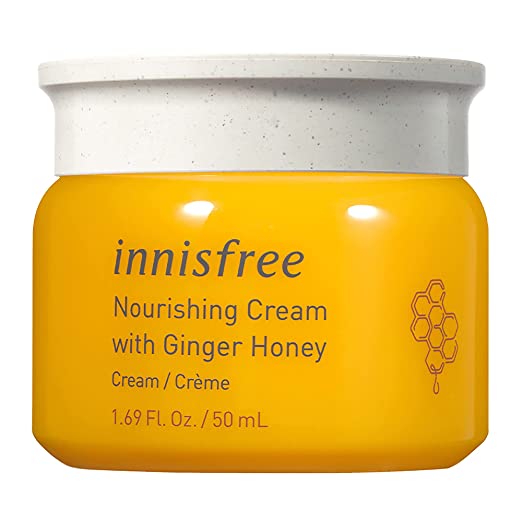 innisfree
Nourishing Cream
with Ginger Honey
Cream / Crème
1.69 Fl. Oz. / 50 mL